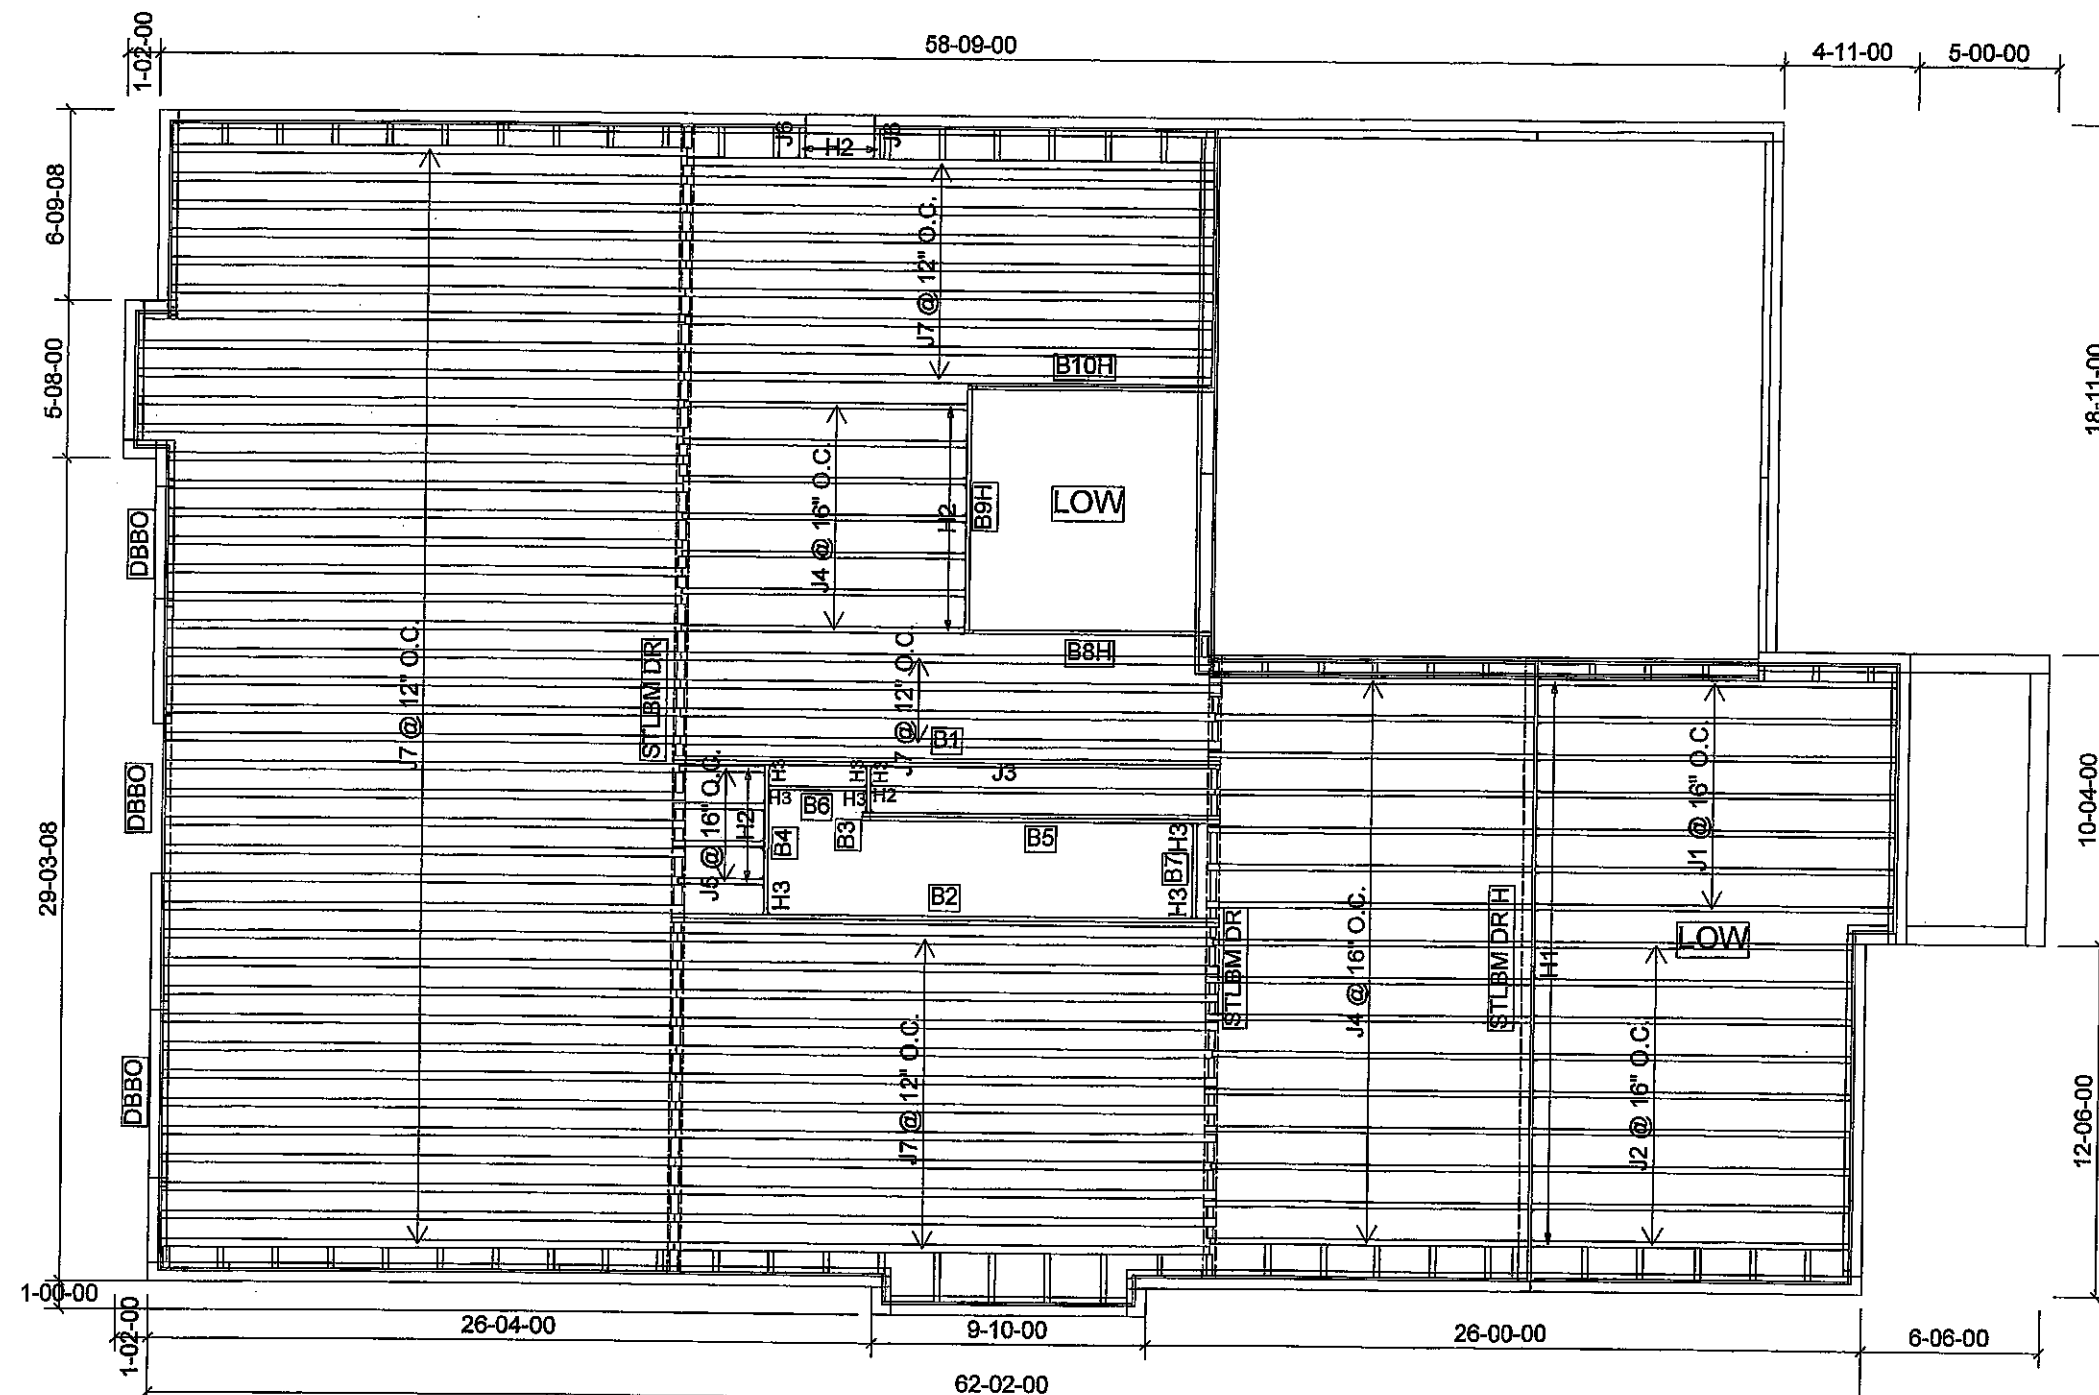 1-02-00
58-09-00
4-11-00
5-00-00
6-09-08
J6
H2
J6
J7 @ 12" O.C.
5-08-00
18-11-00
B10H
DBBO
J4 @ 16" O.C.
H2
B9H
LOW
J7 @ 12" O.C.
STLBM DR
J7 @ 12" O.C.
B8H
B1
J3
H3
H3
H3
H3
H3
H2
B6
DBBO
J5 @ 16" O.C.
H2
B4
B3
B5
H3
B7
H3
H3
B2
J1 @ 16" O.C.
10-04-00
29-03-08
STLBM DR
J4 @ 16" O.C.
STLBM DR H
H1
LOW
DBBO
J7 @ 12" O.C.
J2 @ 16" O.C.
12-06-00
1-00-00
1-02-00
26-04-00
9-10-00
26-00-00
6-06-00
62-02-00